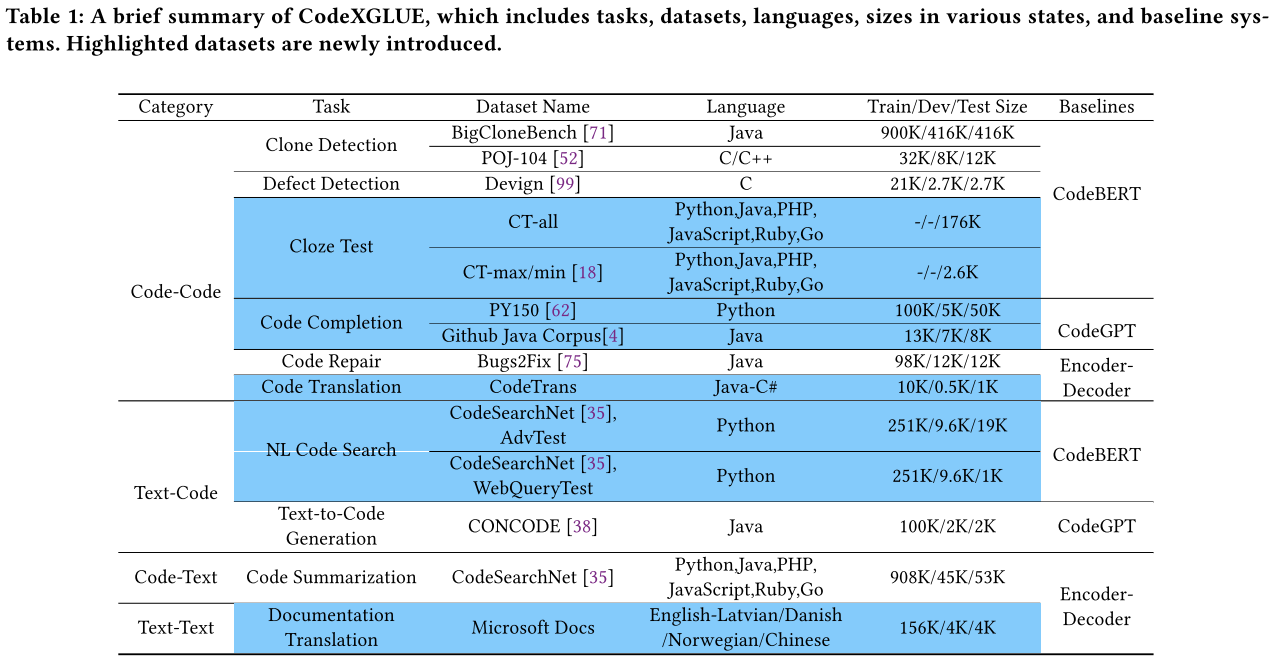 Table 1: A brief summary of CodeXGLUE, which includes tasks, datasets, languages, sizes in various states, and baseline sys-
tems. Highlighted datasets are newly introduced.
Category Task Dataset Name Language Train/Dev/Test Size Baselines
Code-Code
Clone Detection
BigCloneBench [71] Java 900K/416K/416K
POJ-104 [52] C/C++ 32K/8K/12K
Defect Detection Devign [99] C 21K/2.7K/2.7K
CodeBERT
Cloze Test
CT-all
Python,Java,PHP,
JavaScript,Ruby,Go
-/-/176K
CT-max/min [18]
Python,Java,PHP,
JavaScript,Ruby,Go
-/-/2.6K
Code Completion
PY150 [62] Python 100K/5K/50K
Github Java Corpus[4] Java 13K/7K/8K
CodeGPT
Code Repair Bugs2Fix [75] Java 98K/12K/12K
Code Translation CodeTrans Java-C# 10K/0.5K/1K
Encoder-
Decoder
Text-Code
NL Code Search
CodeSearchNet [35],
AdvTest
Python 251K/9.6K/19K
CodeSearchNet [35],
WebQueryTest
Python 251K/9.6K/1K
CodeBERT
Text-to-Code
Generation
CONCODE [38] Java 100K/2K/2K CodeGPT
Code-Text Code Summarization CodeSearchNet [35]
Python,Java,PHP,
JavaScript,Ruby,Go
908K/45K/53K
Encoder-
Decoder
Text-Text
Documentation
Translation
Microsoft Docs
English-Latvian/Danish
/Norwegian/Chinese
156K/4K/4K